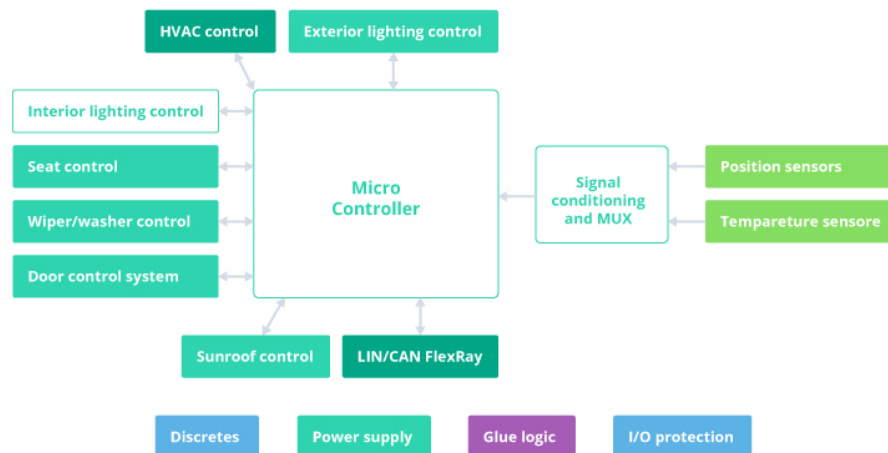 HVAC control
Exterior lighting control
Interior lighting control
Seat control
Wiper/washer control
Door control system
Micro
Controller
Signal
conditioning
and MUX
Position sensors
Tempareture sensore
Sunroof control
LIN/CAN FlexRay
Discretes
Power supply
Glue logic
I/O protection